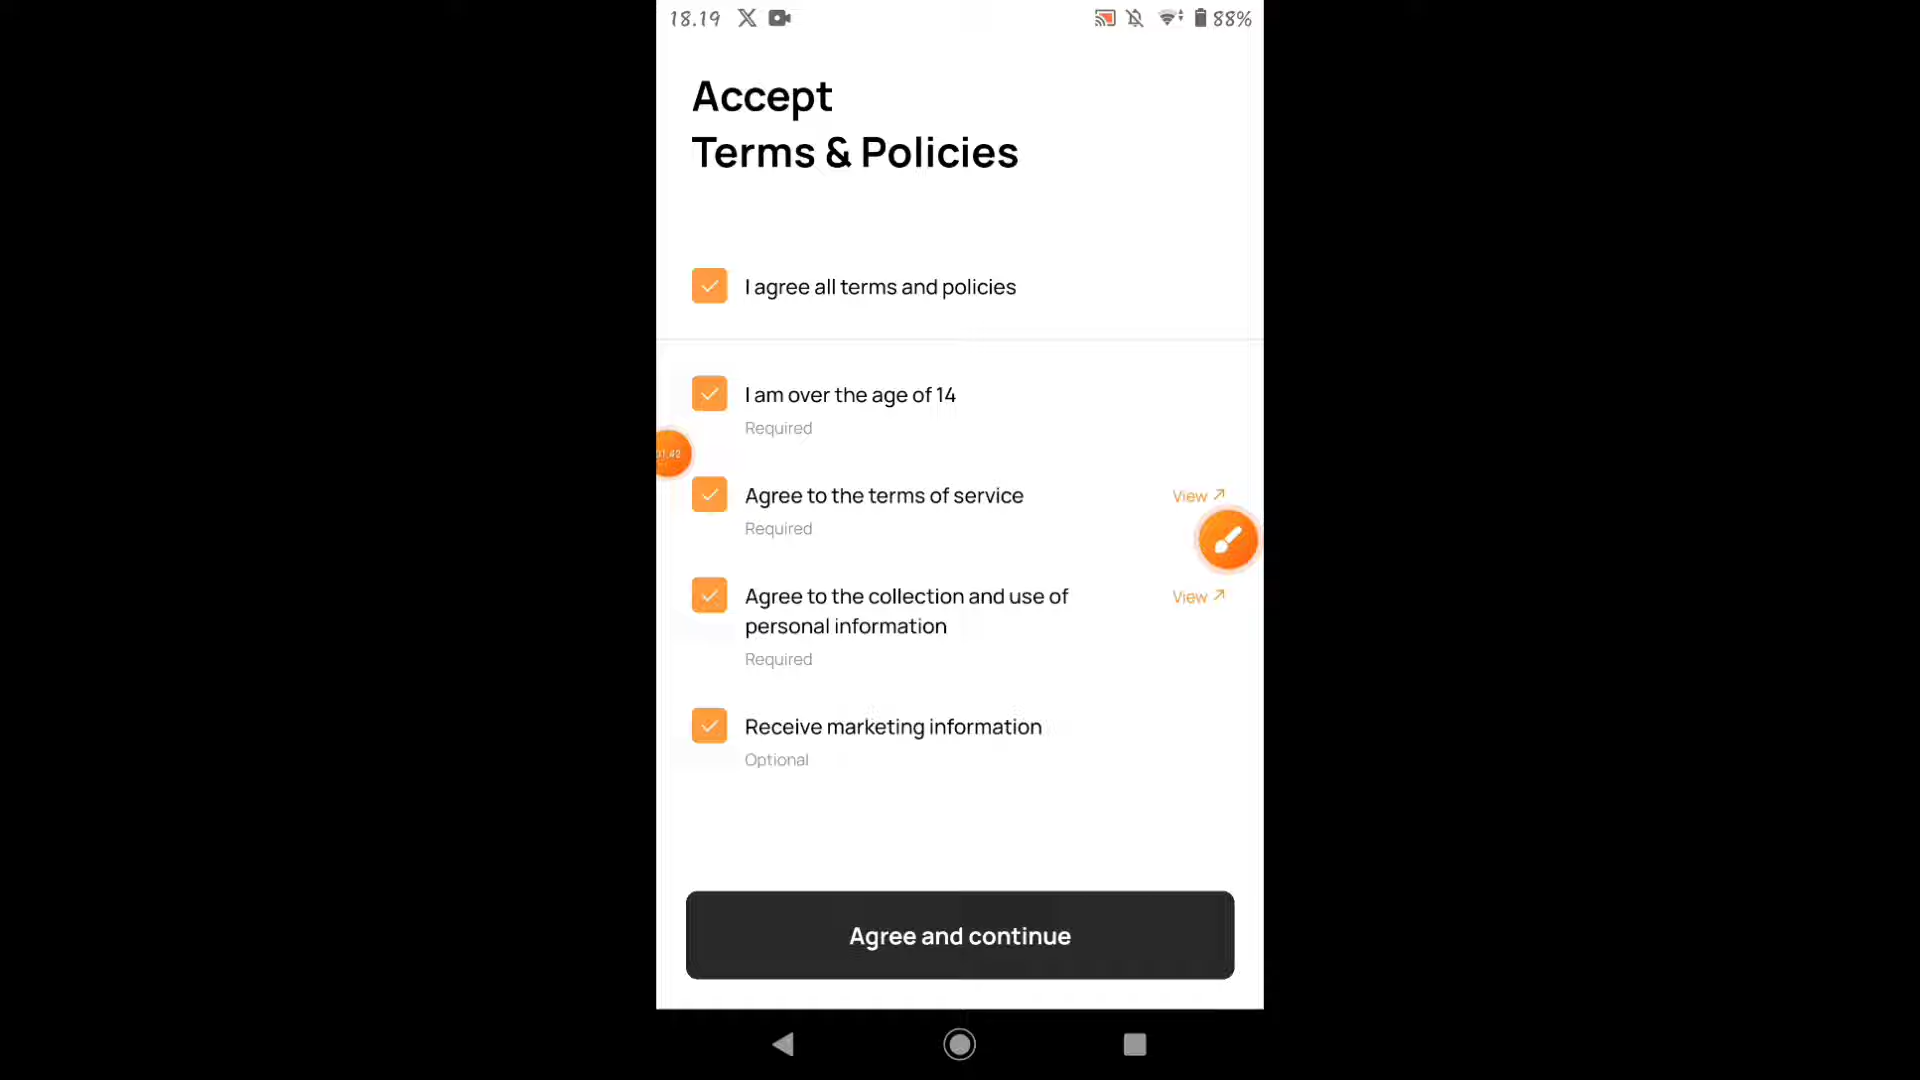 18.19
88%
Accept
Terms & Policies
I agree all terms and policies
I am over the age of 14
Required
01:42
Agree to the terms of service
View
Required
Agree to the collection and use of
View
personal information
Required
Receive marketing information
Optional
Agree and continue